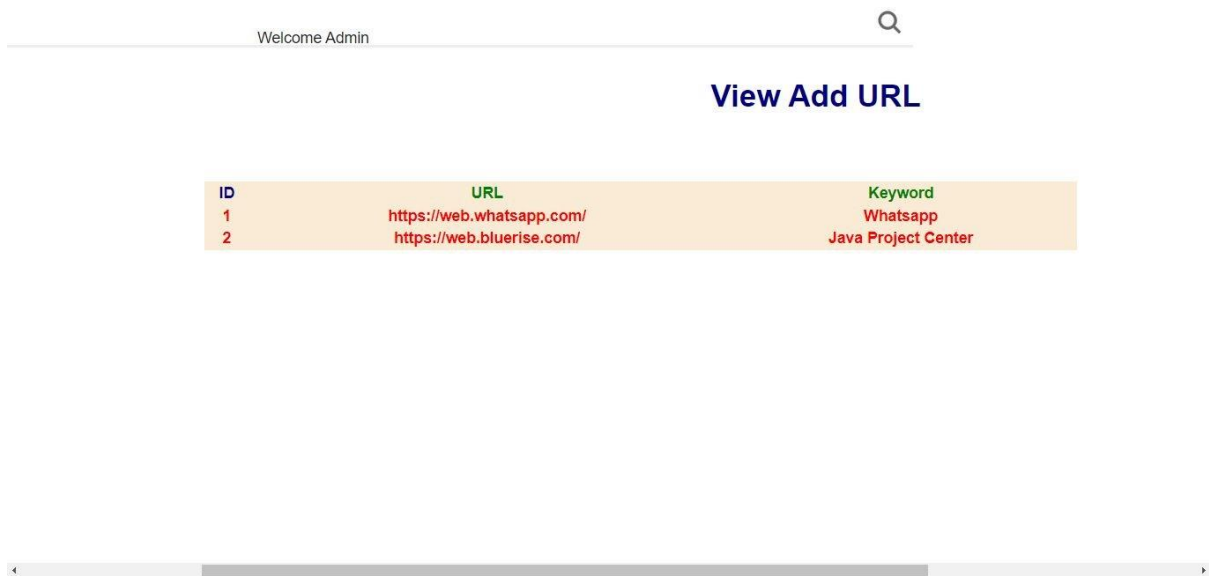 Welcome Admin
View Add URL
ID URL Keyword
1 https://web.whatsapp.com/ Whatsapp
2 https://web.bluerise.com/ Java Project Center